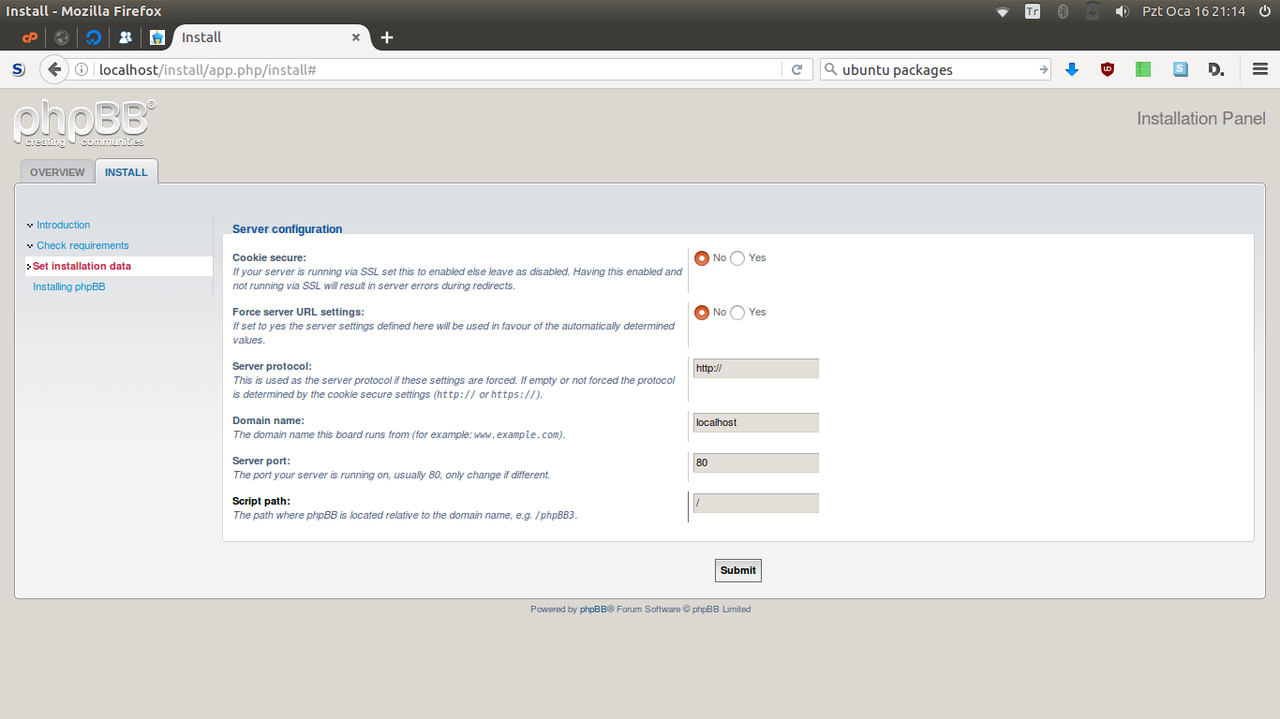 Install - Mozilla Firefox
Tr
Pzt Oca 16 21:14
cP
Install
S
localhost/install/app.php/install#
ubuntu packages
S
D.
phpBB®
creating communities
Installation Panel
OVERVIEW
INSTALL
Introduction
Check requirements
Set installation data
Installing phpBB
Server configuration
Cookie secure:
If your server is running via SSL set this to enabled else leave as disabled. Having this enabled and
not running via SSL will result in server errors during redirects.
No Yes
Force server URL settings:
If set to yes the server settings defined here will be used in favour of the automatically determined
values.
No Yes
Server protocol:
This is used as the server protocol if these settings are forced. If empty or not forced the protocol
is determined by the cookie secure settings (http:// or https://).
http://
Domain name:
The domain name this board runs from (for example: www.example.com).
localhost
Server port:
The port your server is running on, usually 80, only change if different.
80
Script path:
The path where phpBB is located relative to the domain name, e.g. /phpBB3.
/
Submit
Powered by phpBB® Forum Software © phpBB Limited